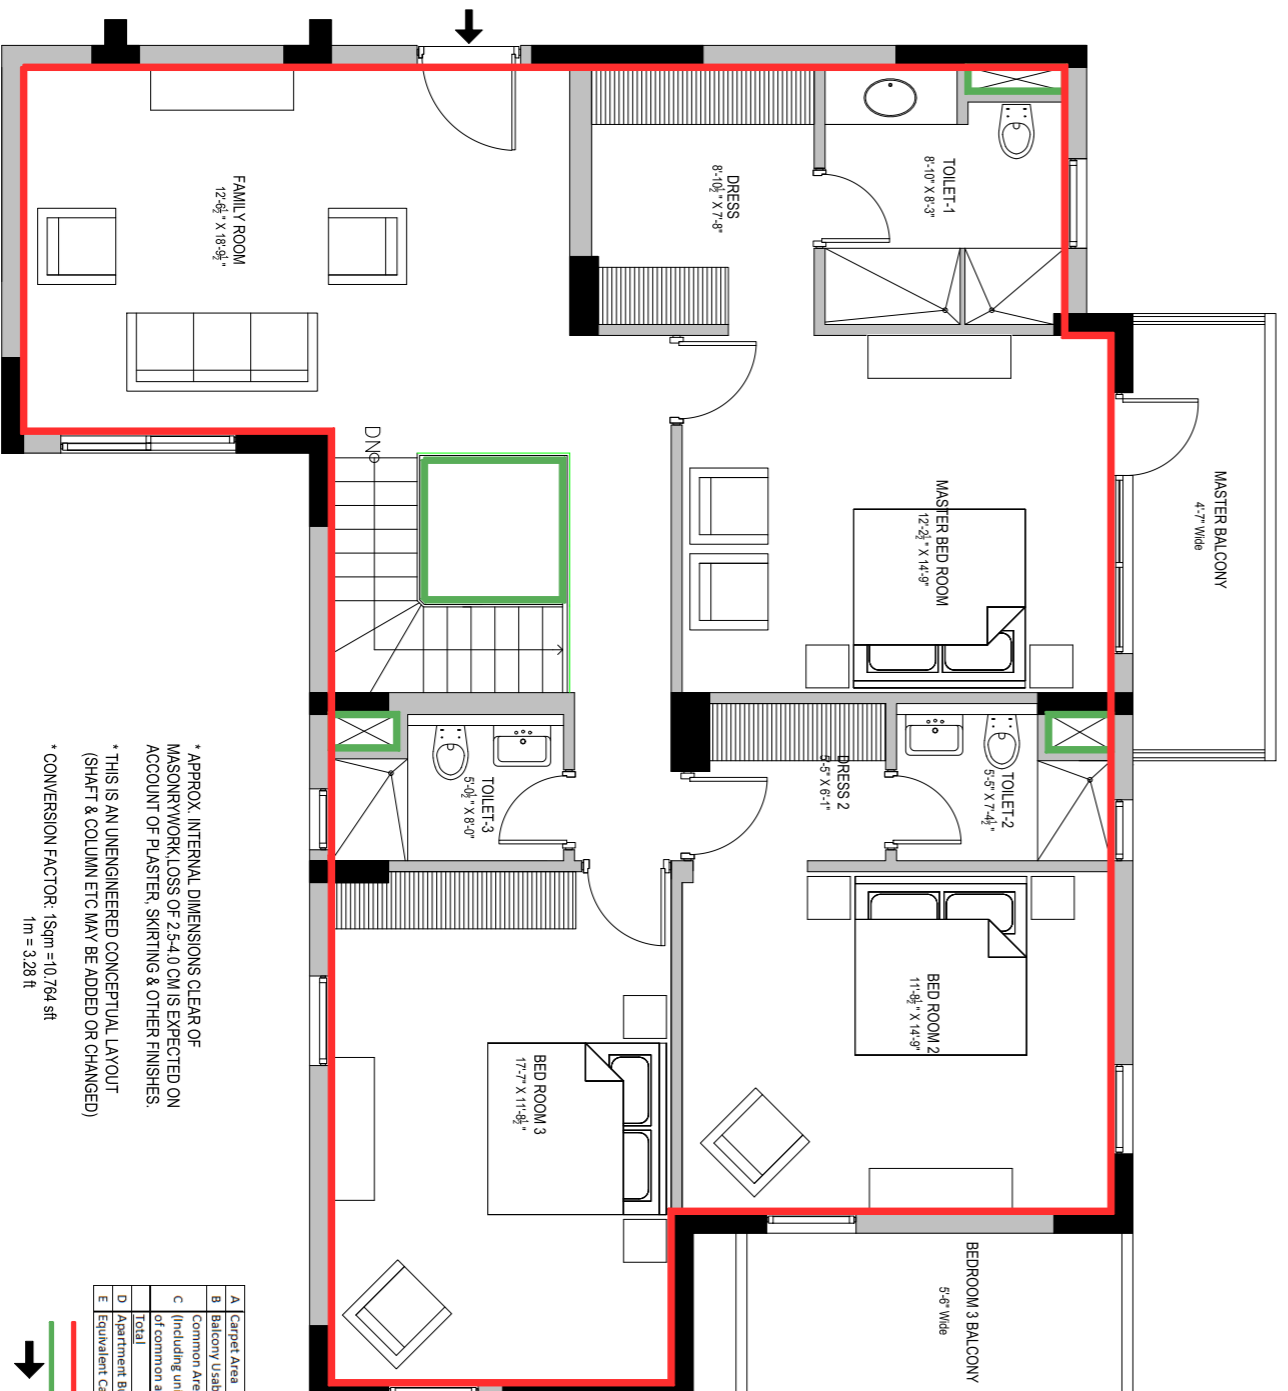 TOILET-1
8'-10" X 8'-3"
DRESS
8'-10½" X 7'-8"
FAMILY ROOM
12'-6½" X 18'-9½"
MASTER BALCONY
4'-7" Wide
MASTER BED ROOM
12'-2½" X 14'-9"
DN
TOILET-2
5'-5" X 7'-4½"
DRESS 2
5'-5" X 6'-1"
TOILET-3
5'-0½" X 8'-0"
BED ROOM 2
11'-8½" X 14'-9"
BED ROOM 3
17'-7" X 11'-8½"
BEDROOM 3 BALCONY
5'-6" Wide
* APPROX. INTERNAL DIMENSIONS CLEAR OF
MASONRYWORK,LOSS OF 2.5-4.0 CM IS EXPECTED ON
ACCOUNT OF PLASTER, SKIRTING & OTHER FINISHES.
* THIS IS AN UNENGINEERED CONCEPTUAL LAYOUT
(SHAFT & COLUMN ETC MAY BE ADDED OR CHANGED)
* CONVERSION FACTOR: 1Sqm =10.764 sft
1m = 3.28 ft
A Carpet Area
B Balcony Usab
Common Are
C (Including uni
of common a
Total
D Apartment Bu
E Equivalent Ca